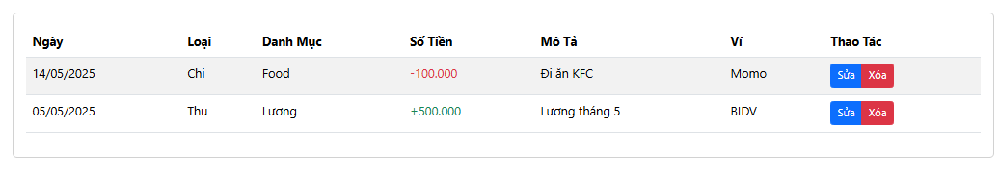 Ngày Loại Danh Mục Số Tiền Mô Tả Ví Thao Tác
14/05/2025 Chi Food -100.000 Đi ăn KFC Momo Sửa Xóa
05/05/2025 Thu Lương +500.000 Lương tháng 5 BIDV Sửa Xóa